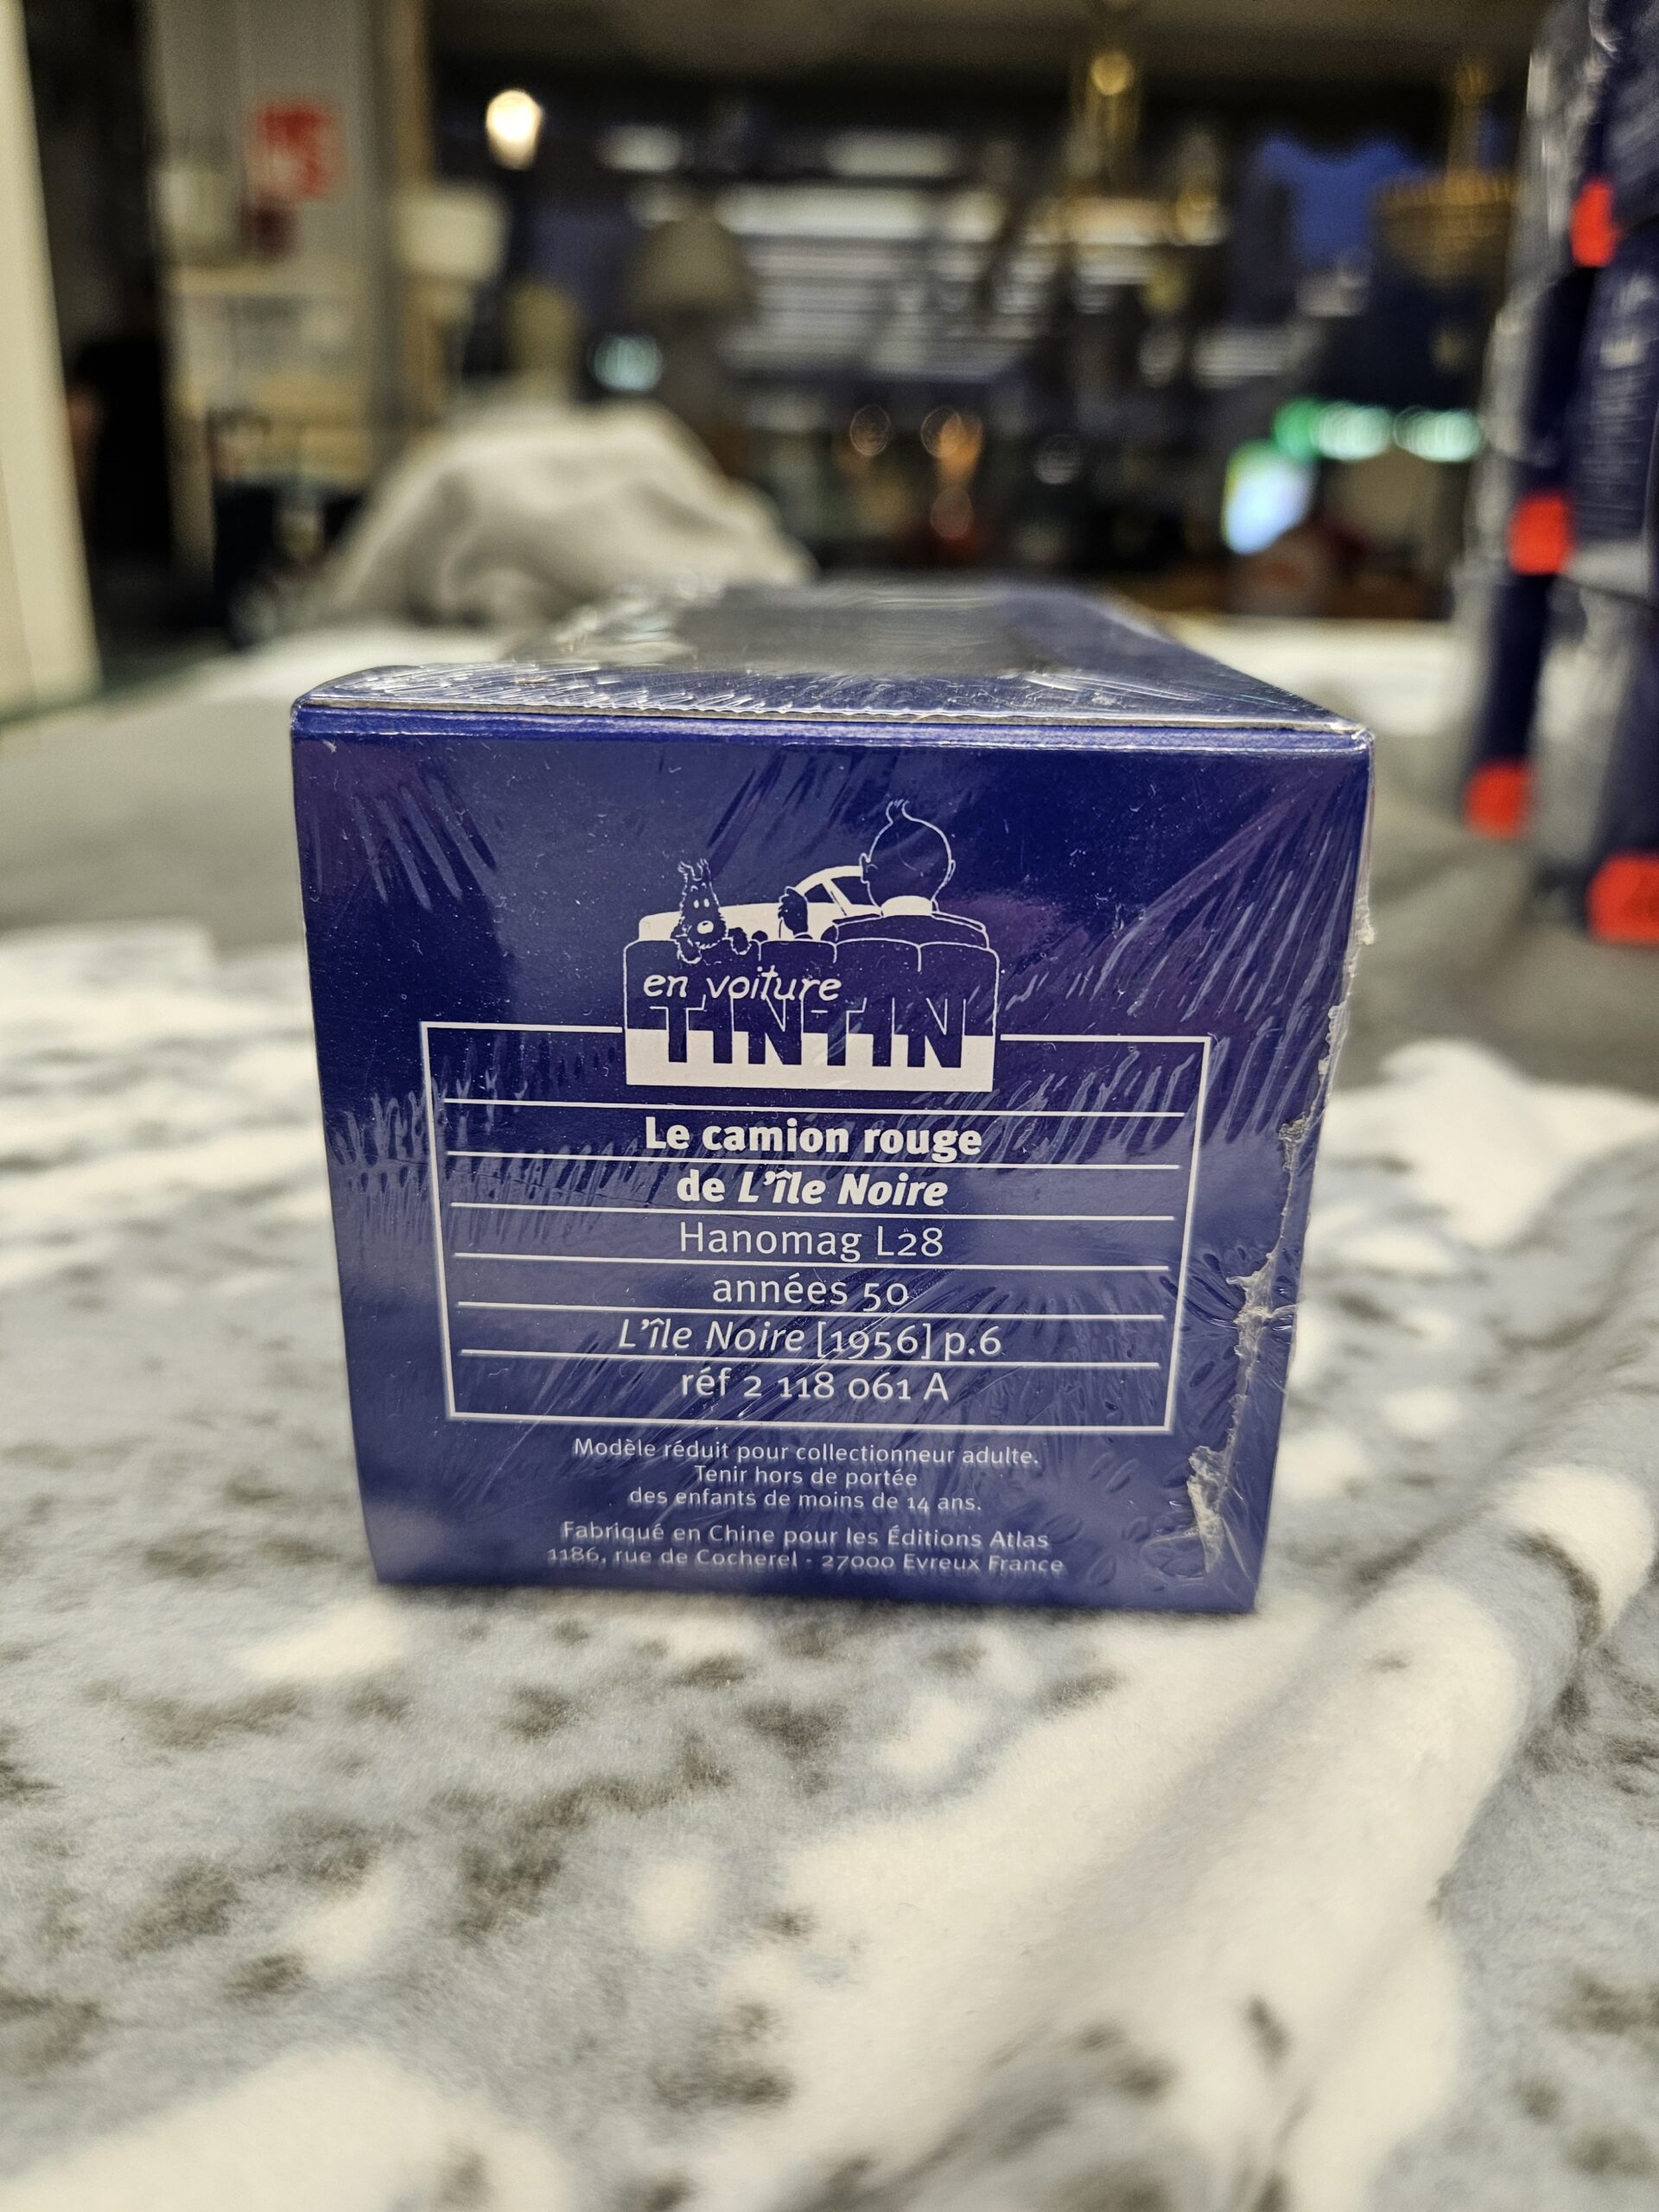 en voiture
TINTIN
Le camion rouge
de L'île Noire
Hanomag L28
années 50
L'île Noire [1956] p.6
réf 2 118 061 A
Modèle réduit pour collectionneur adulte.
Tenir hors de portée
des enfants de moins de 14 ans.
Fabriqué en Chine pour les Éditions Atlas
1186, rue de Cocherel - 27000 Evreux France